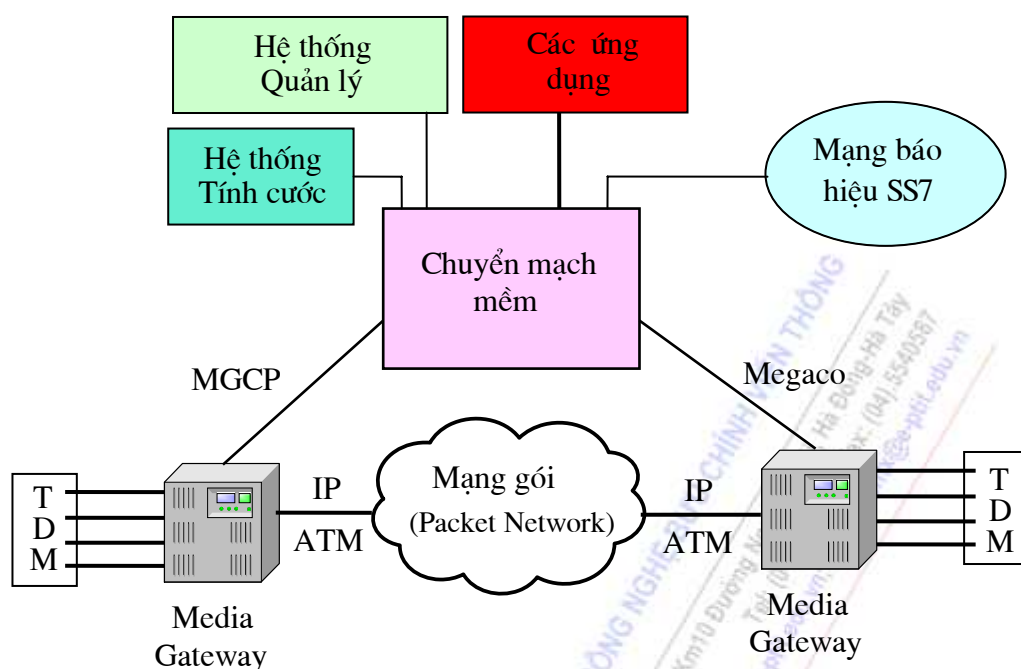 Hệ thống
Quản lý
Các ứng
dụng
Hệ thống
Tính cước
Mạng báo
hiệu SS7
Chuyển mạch
mềm
MGCP
Megaco
T
D
M
IP
ATM
Mạng gói
(Packet Network)
IP
ATM
T
D
M
Media
Gateway
Media
Gateway